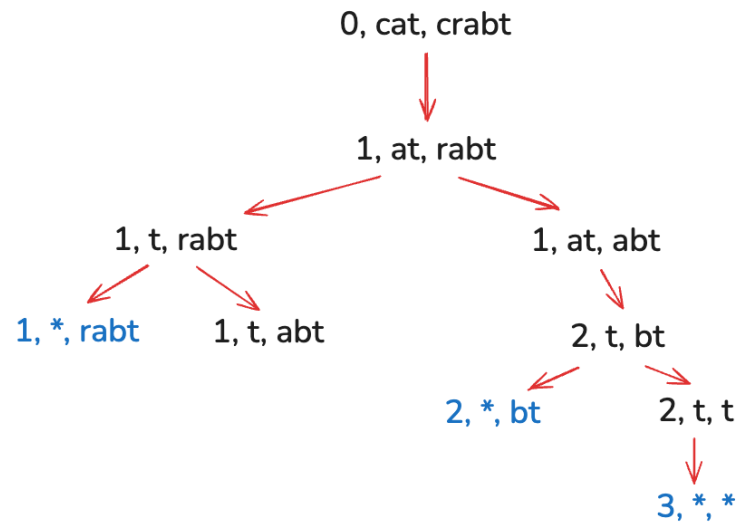 0, cat, crabt
1, at, rabt
1, t, rabt
1, at, abt
1, *, rabt
1, t, abt
2, t, bt
2, *, bt
2, t, t
3, *, *